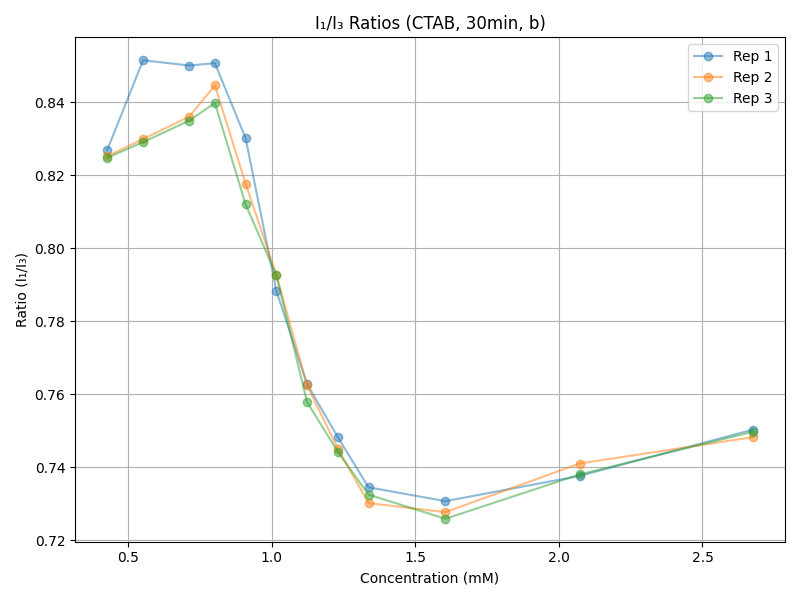 I₁/I₃ Ratios (CTAB, 30min, b)
Rep 1
Rep 2
Rep 3
Ratio (I₁/I₃)
0.84
0.82
0.80
0.78
0.76
0.74
0.72
0.5
1.0
1.5
2.0
2.5
Concentration (mM)